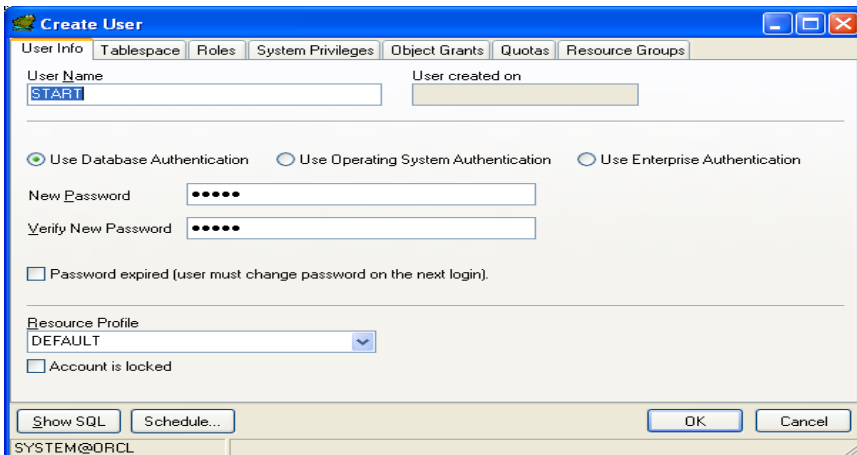 Create User
User Info Tablespace Roles System Privileges Object Grants Quotas Resource Groups
User Name User created on
START
Use Database Authentication Use Operating System Authentication Use Enterprise Authentication
New Password •••••
Verify New Password •••••
Password expired (user must change password on the next login).
Resource Profile
DEFAULT
Account is locked
Show SQL Schedule... OK Cancel
SYSTEM@ORCL